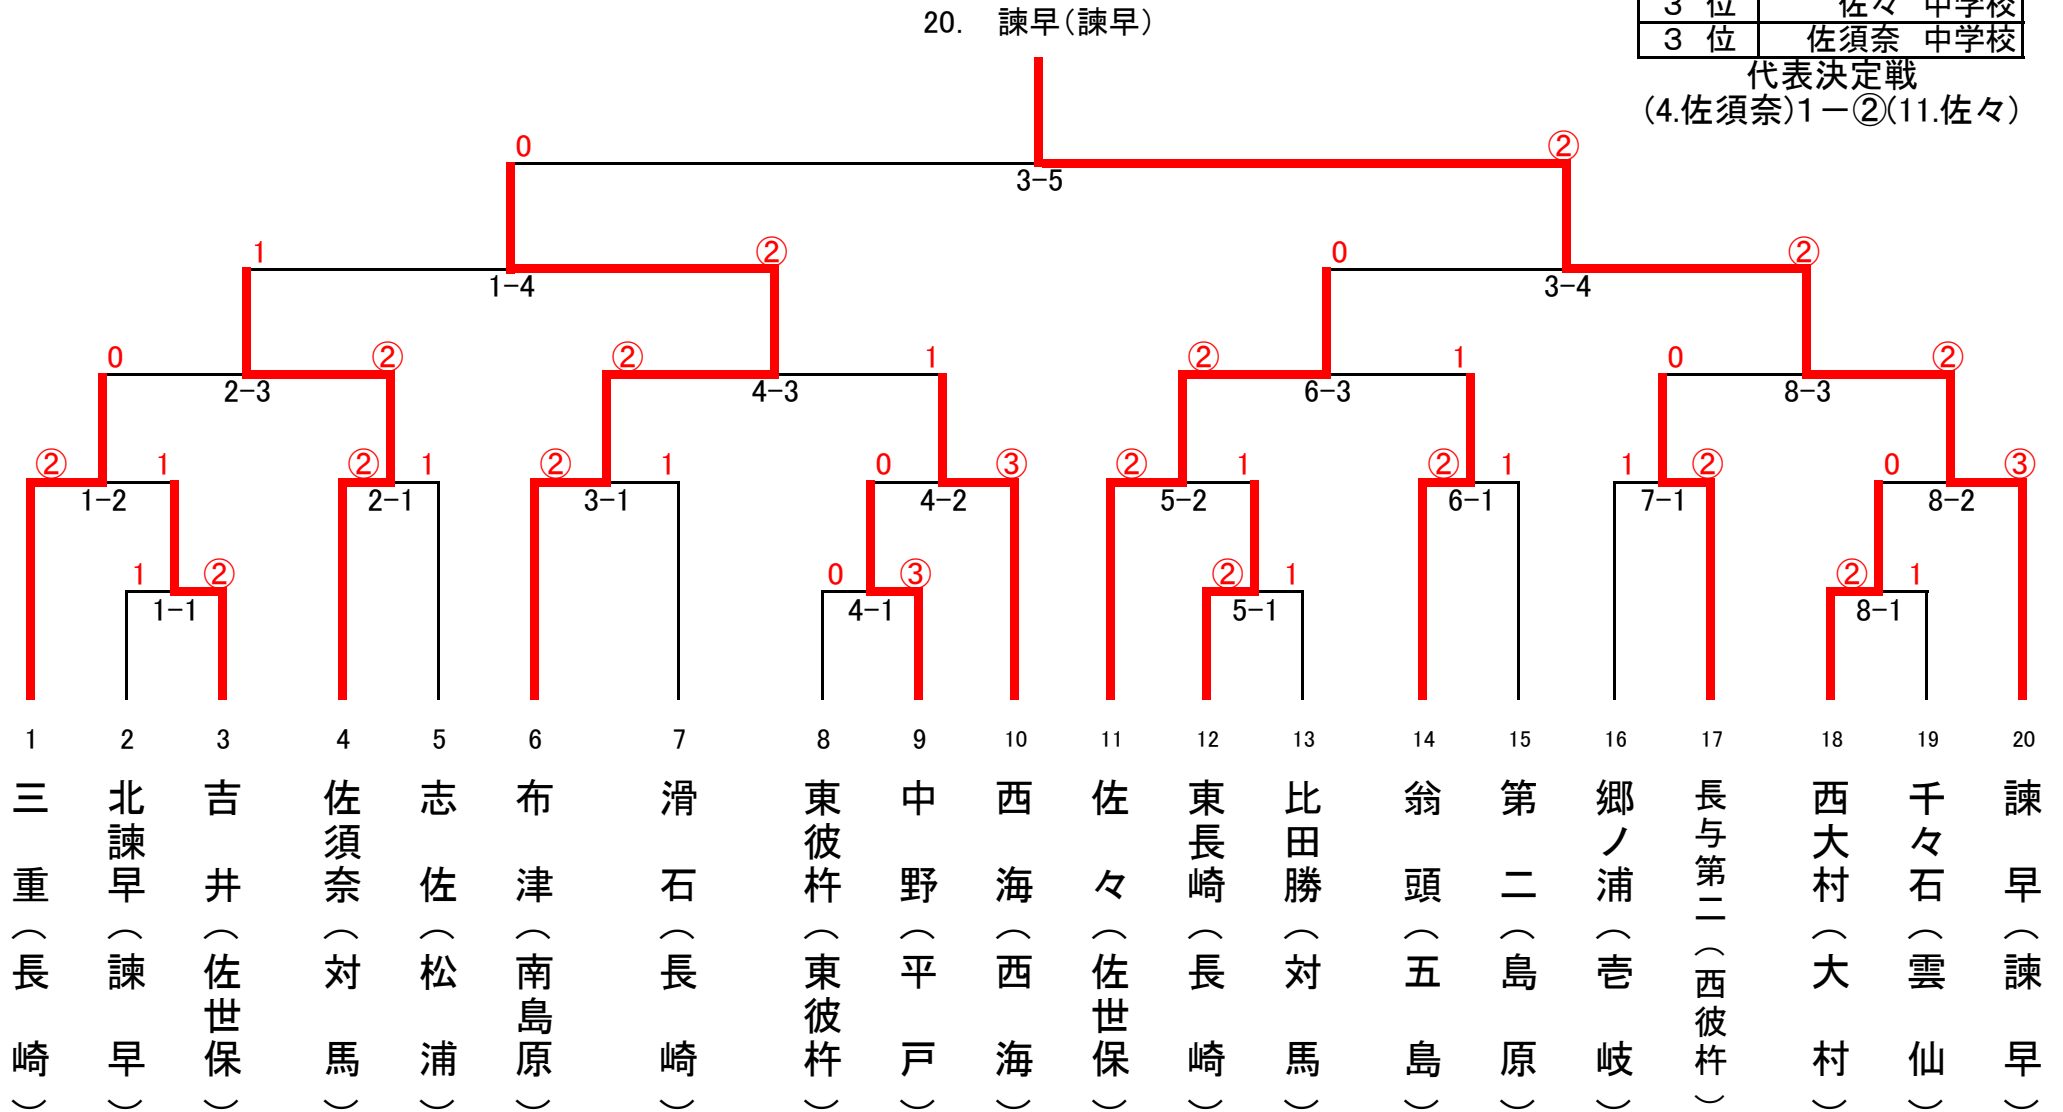 20.　諫早(諫早)
3 位　佐々 中学校
3 位　佐須奈 中学校
代表決定戦
(4.佐須奈)1－②(11.佐々)
0 ②
3-5
1 ② 0 ②
1-4 3-4
0 ② ② 1 ② 1 0 ②
2-3 4-3 6-3 8-3
② 1 ② 1 ② 1 0 ③ ② 1 ② 1 1 ② 0 ③
1-2 2-1 3-1 4-2 5-2 6-1 7-1 8-2
1 ② 0 ③ ② 1 ② 1
1-1 4-1 5-1 8-1
1 2 3 4 5 6 7 8 9 10 11 12 13 14 15 16 17 18 19 20
三重（長崎）
北諫早（諫早）
吉井（佐世保）
佐須奈（対馬）
志佐（松浦）
布津（南島原）
滑石（長崎）
東彼杵（東彼杵）
中野（平戸）
西海（西海）
佐々（佐世保）
東長崎（長崎）
比田勝（対馬）
翁頭（五島）
第二（島原）
郷ノ浦（壱岐）
長与第二（西彼杵）
西大村（大村）
千々石（雲仙）
諫早（諫早）